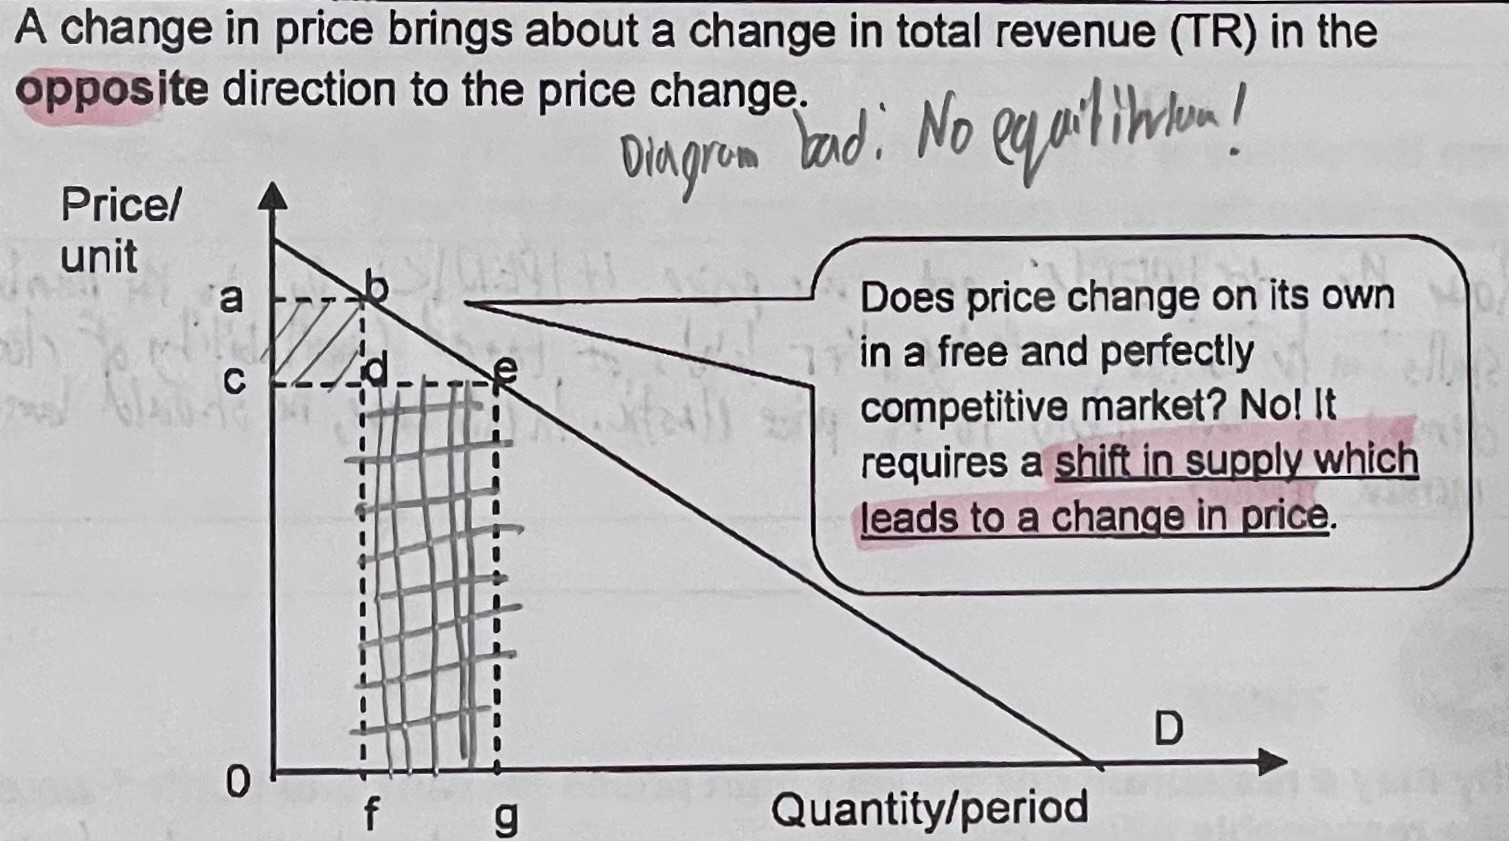 A change in price brings about a change in total revenue (TR) in the
opposite direction to the price change.
Diagram bad: No equilibrium!
Price/
unit
a
b
c
d
e
Does price change on its own
in a free and perfectly
competitive market? No! It
requires a shift in supply which
leads to a change in price.
D
0
f
g
Quantity/period